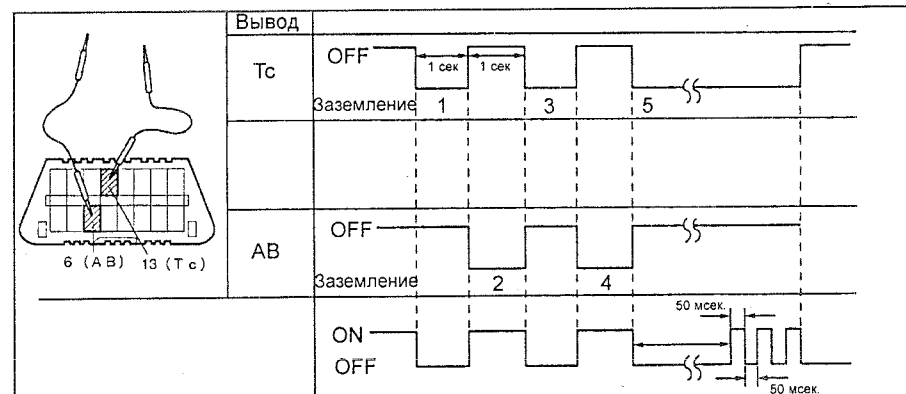 Вывод
Tc
OFF
1 сек
1 сек
Заземление
1
3
5
AB
OFF
Заземление
2
4
6 (AB)
13 (Tc)
ON
OFF
50 мсек.
50 мсек.